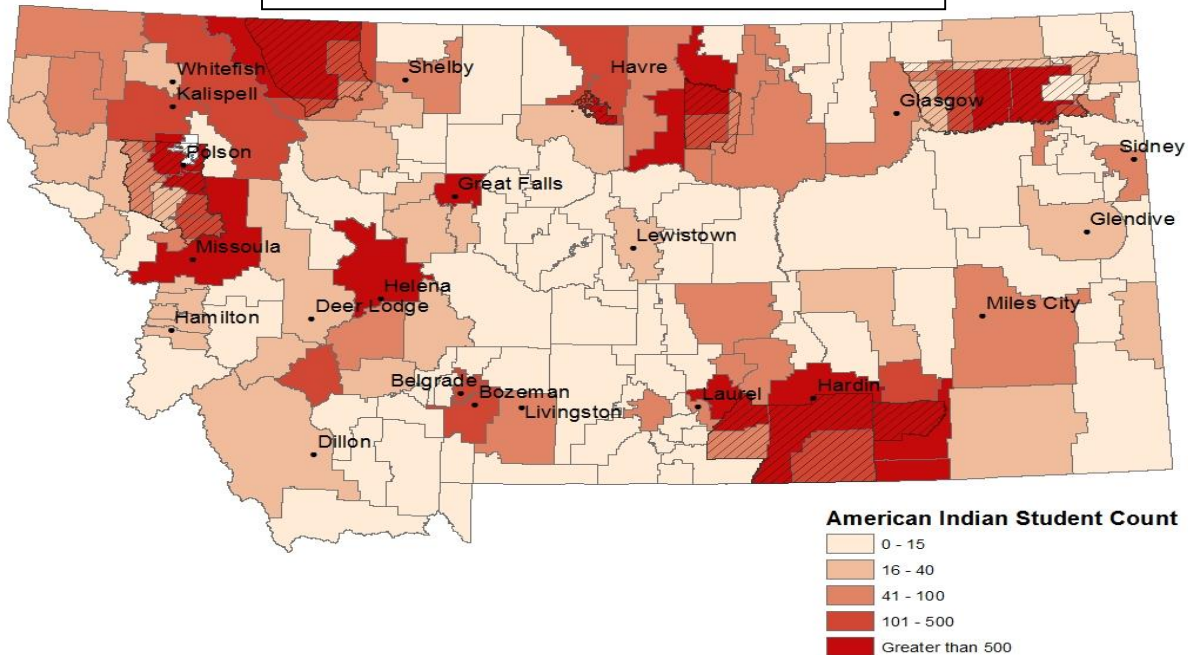 Whitefish
Kalispell
Shelby
Havre
Glasgow
Polson
Sidney
Great Falls
Glendive
Lewistown
Missoula
Helena
Miles City
Deer Lodge
Hamilton
Belgrade
Bozeman
Livingston
Laurel
Hardin
Dillon
American Indian Student Count
0 - 15
16 - 40
41 - 100
101 - 500
Greater than 500